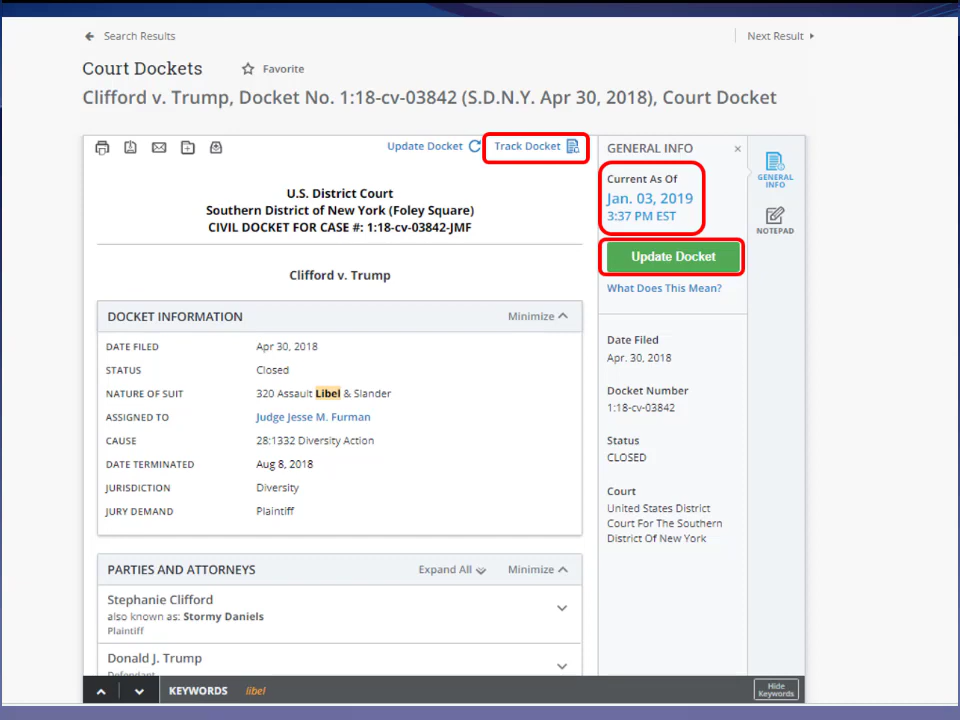 Search Results
Next Result
Court Dockets
Favorite
Clifford v. Trump, Docket No. 1:18-cv-03842 (S.D.N.Y. Apr 30, 2018), Court Docket
Update Docket
Track Docket
U.S. District Court
Southern District of New York (Foley Square)
CIVIL DOCKET FOR CASE #: 1:18-cv-03842-JMF
Clifford v. Trump
DOCKET INFORMATION
Minimize
DATE FILED Apr 30, 2018
STATUS Closed
NATURE OF SUIT 320 Assault Libel & Slander
ASSIGNED TO Judge Jesse M. Furman
CAUSE 28:1332 Diversity Action
DATE TERMINATED Aug 8, 2018
JURISDICTION Diversity
JURY DEMAND Plaintiff
PARTIES AND ATTORNEYS
Expand All
Minimize
Stephanie Clifford
also known as: Stormy Daniels
Plaintiff
Donald J. Trump
Defendant
GENERAL INFO
×
Current As Of
Jan. 03, 2019
3:37 PM EST
Update Docket
What Does This Mean?
Date Filed
Apr. 30, 2018
Docket Number
1:18-cv-03842
Status
CLOSED
Court
United States District
Court For The Southern
District Of New York
GENERAL
INFO
NOTEPAD
KEYWORDS libel
Hide
Keywords